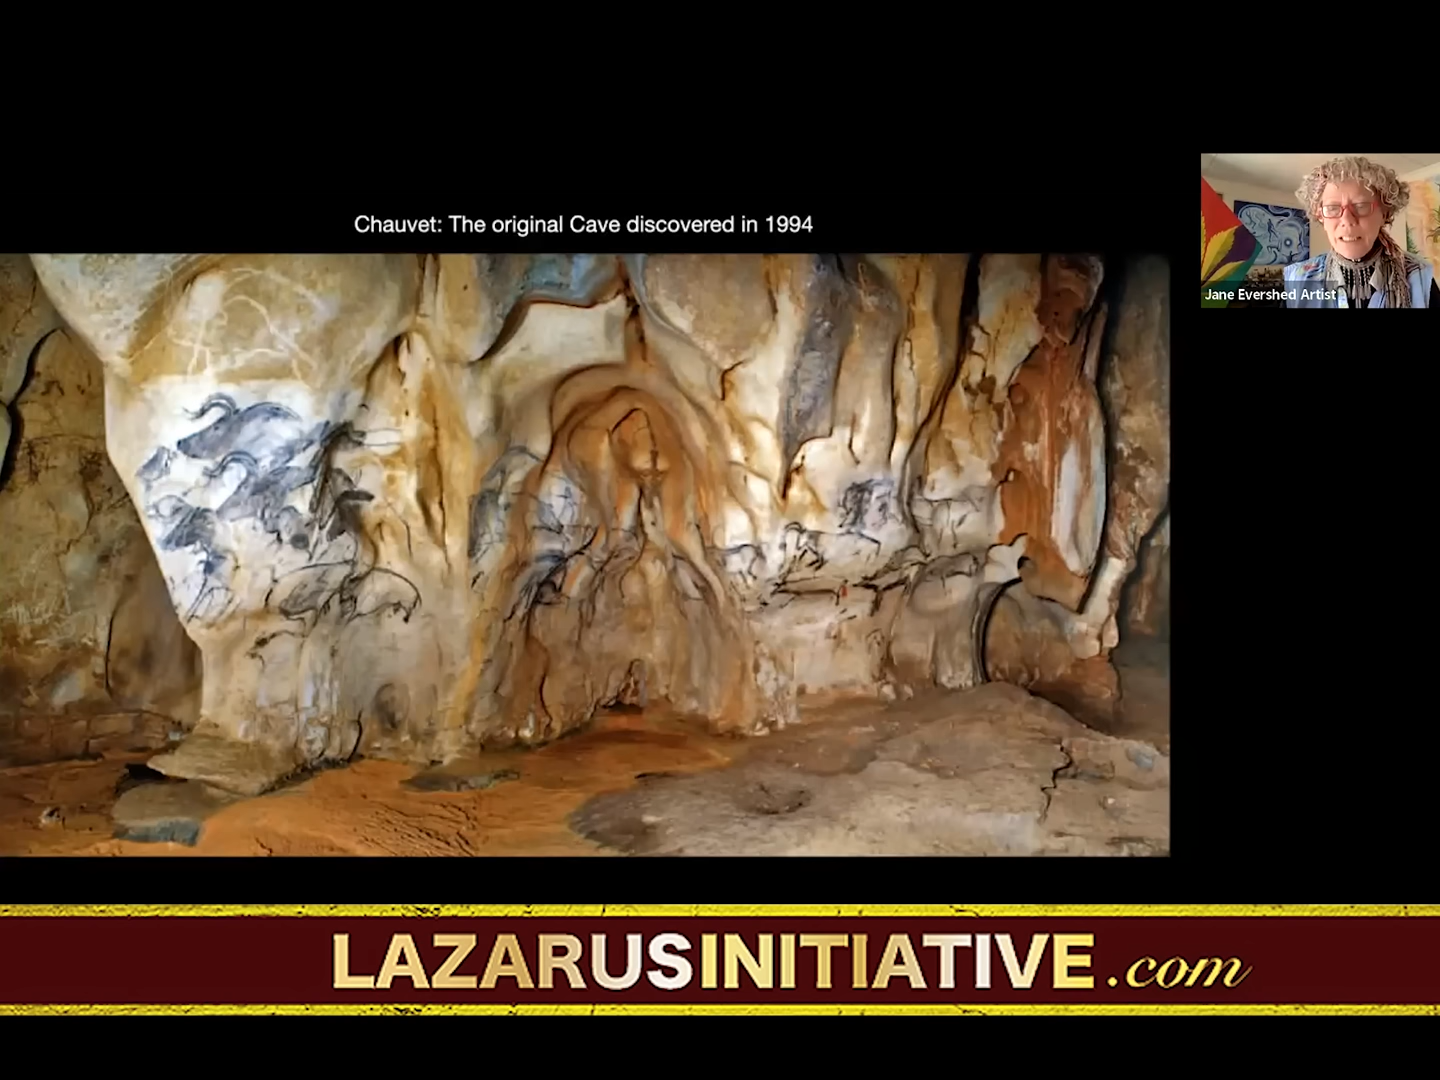 Chauvet: The original Cave discovered in 1994
Jane Evershed Artist
LAZARUSINITIATIVE.com